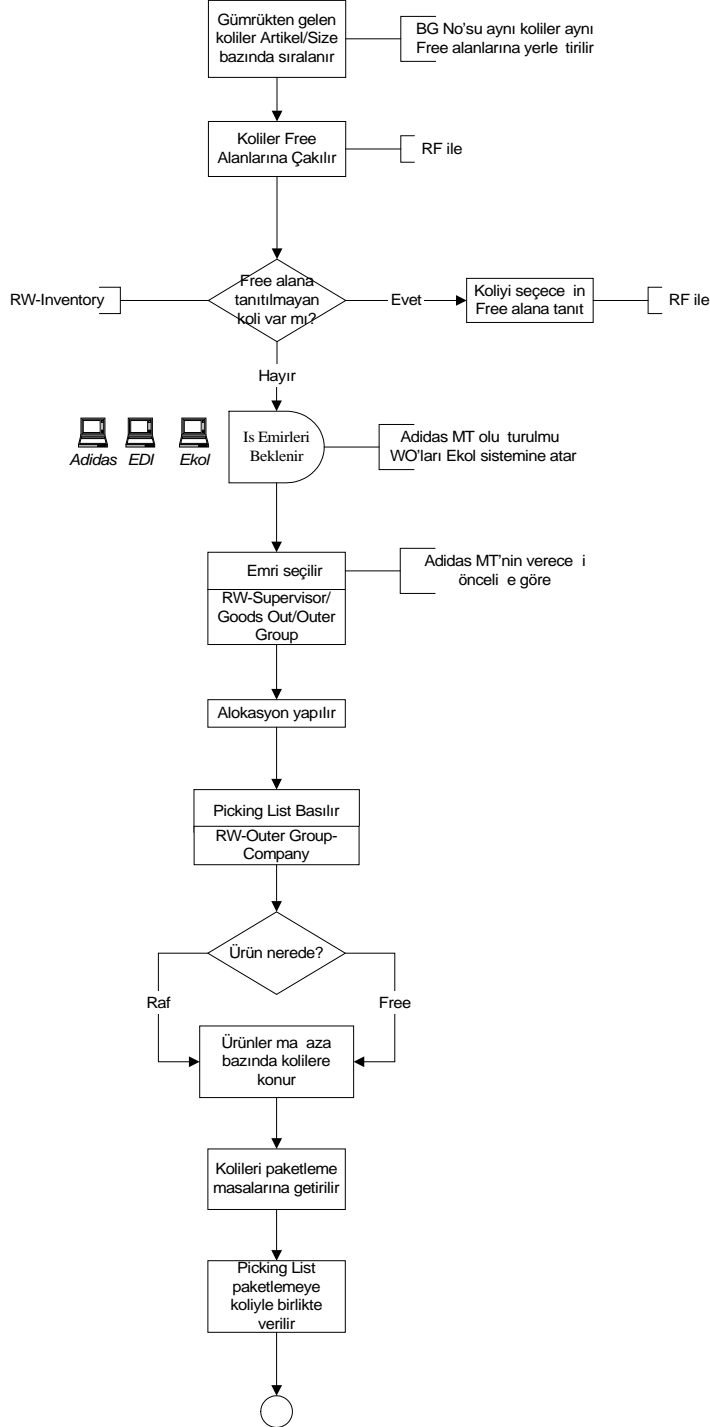 Gümrükten gelen
koliler Artikel/Size
bazında sıralanır
BG No'su aynı koliler aynı
Free alanlarına yerle tirilir
Koliler Free
Alanlarına Çakılır
RF ile
Free alana
tanıtılmayan
koli var mı?
RW-Inventory
Evet
Koliyi seçece in
Free alana tanıt
RF ile
Hayır
Adidas EDI Ekol
Is Emirleri
Beklenir
Adidas MT olu turulmu
WO'ları Ekol sistemine atar
Emri seçilir
RW-Supervisor/
Goods Out/Outer
Group
Adidas MT'nin verece i
önceli e göre
Alokasyon yapılır
Picking List Basılır
RW-Outer Group-
Company
Ürün nerede?
Raf
Free
Ürünler ma aza
bazında kolilere
konur
Kolileri paketleme
masalarına getirilir
Picking List
paketlemeye
koliyle birlikte
verilir